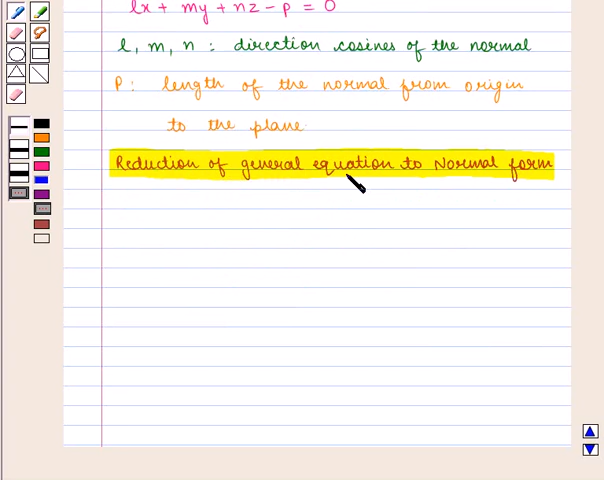 lx + my + nz - p = 0
l, m, n : direction cosines of the normal
P : length of the normal from origin
to the plane.
Reduction of general equation to Normal form